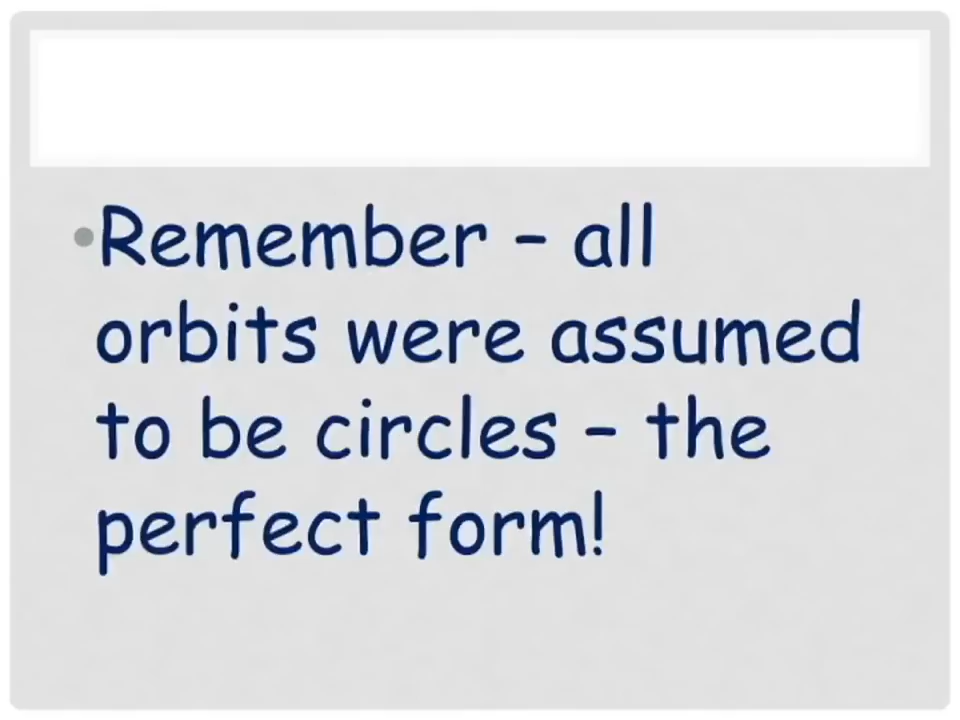 •Remember – all
orbits were assumed
to be circles – the
perfect form!